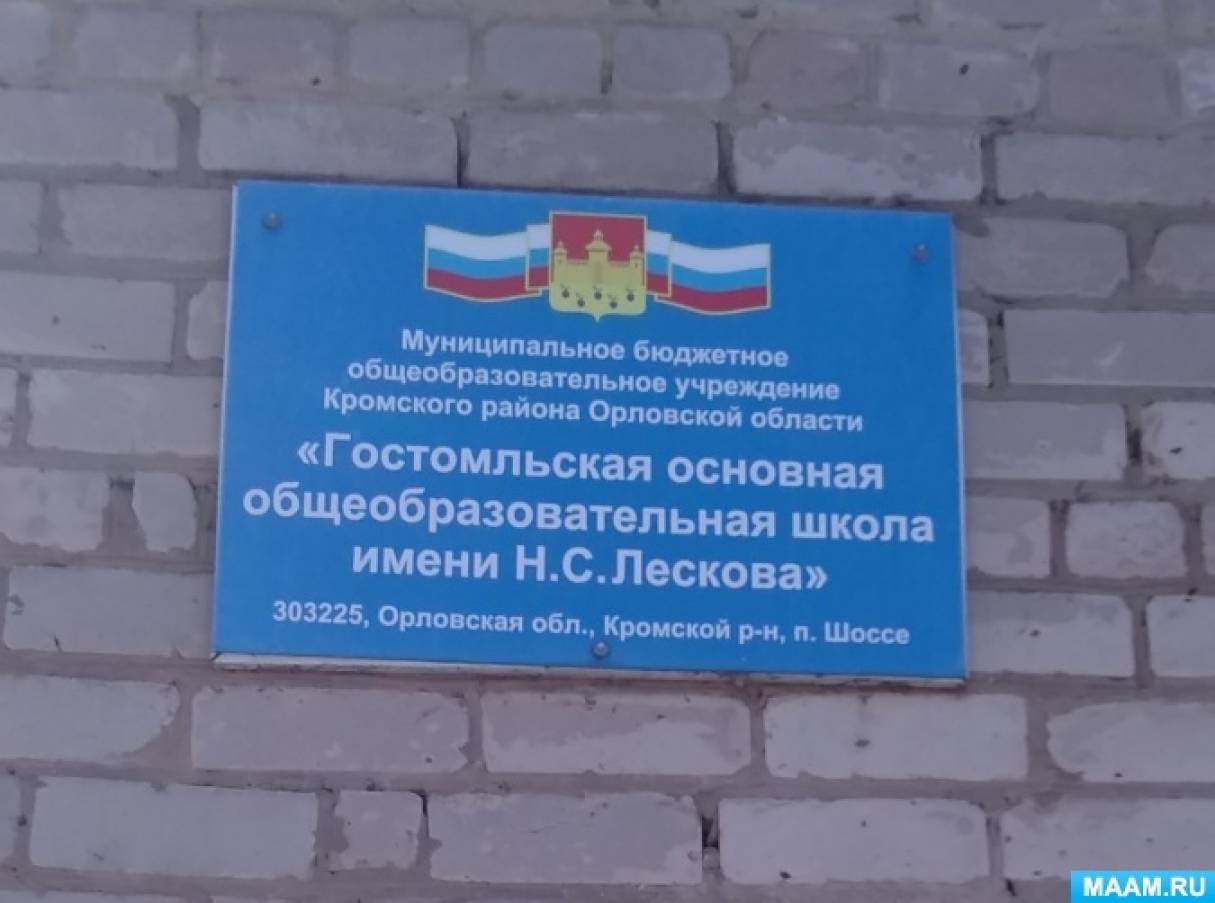 Муниципальное бюджетное
общеобразовательное учреждение
Кромского района Орловской области
«Гостомльская основная
общеобразовательная школа
имени Н.С.Лескова»
303225, Орловская обл., Кромской р-н, п. Шоссе
MAAM.RU